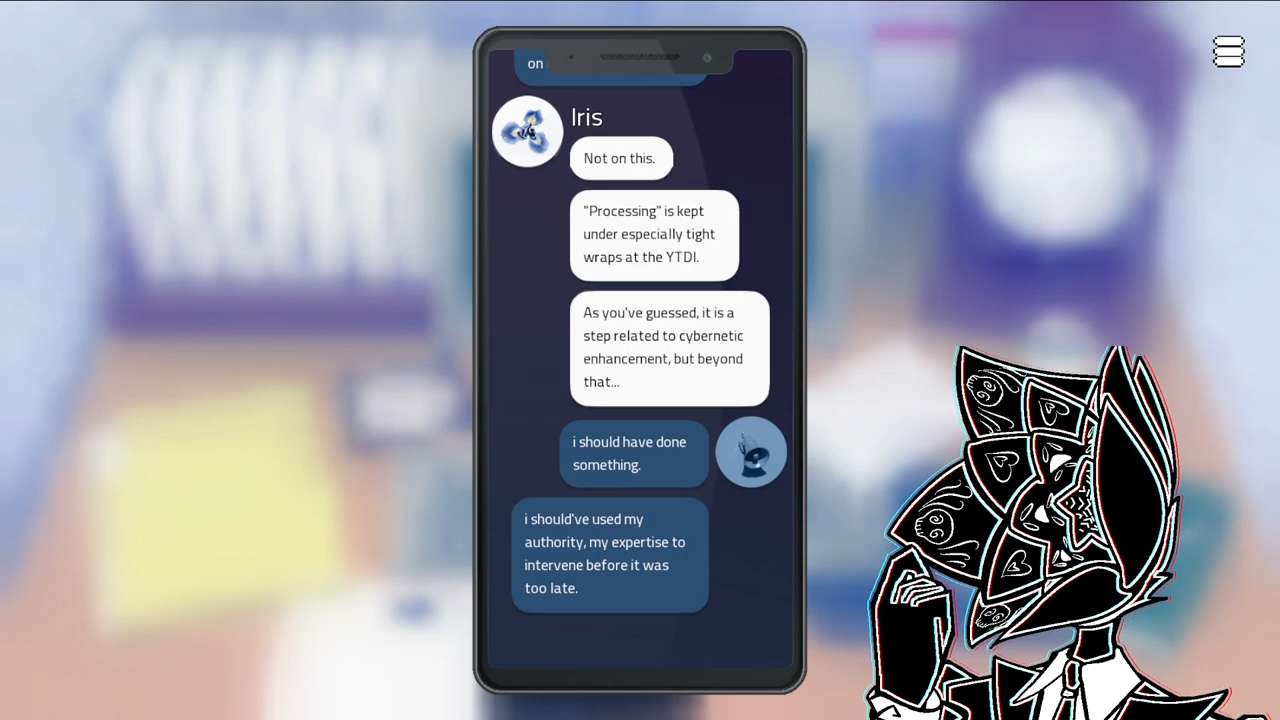 on
Iris
Not on this.
"Processing" is kept
under especially tight
wraps at the YTDI.
As you've guessed, it is a
step related to cybernetic
enhancement, but beyond
that...
i should have done
something.
i should've used my
authority, my expertise to
intervene before it was
too late.